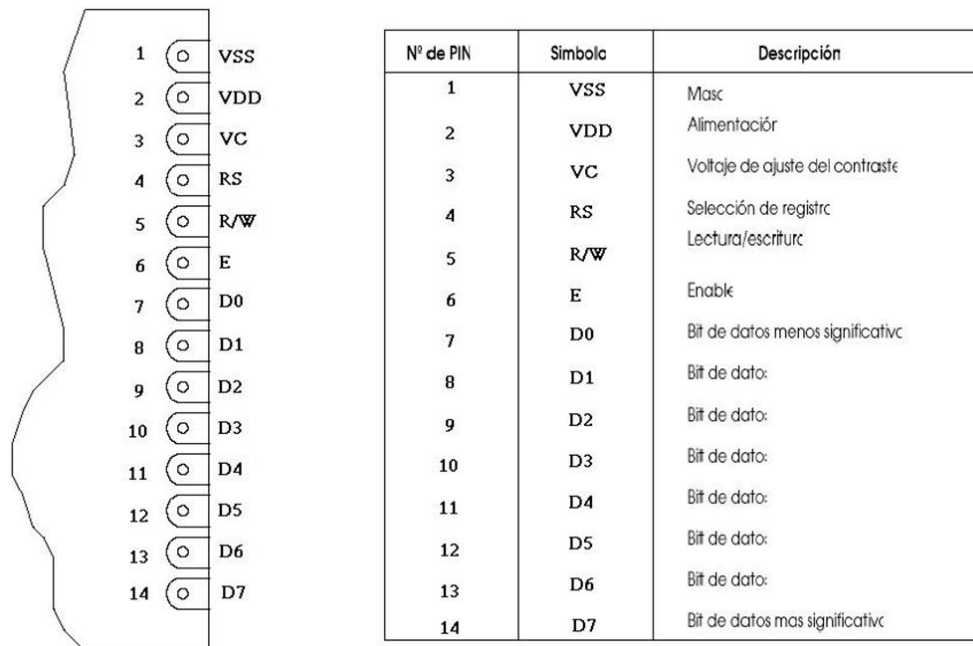 1 VSS
2 VDD
3 VC
4 RS
5 R/W
6 E
7 D0
8 D1
9 D2
10 D3
11 D4
12 D5
13 D6
14 D7
Nº de PIN Simbolo Descripción
1 VSS Masc
2 VDD Alimentaciór
3 VC Voltaje de ajuste del contraste
4 RS Selección de registrc
5 R/W Lectura/escriturc
6 E Enable
7 D0 Bit de datos menos significativc
8 D1 Bit de dato:
9 D2 Bit de dato:
10 D3 Bit de dato:
11 D4 Bit de dato:
12 D5 Bit de dato:
13 D6 Bit de dato:
14 D7 Bit de datos mas significativc